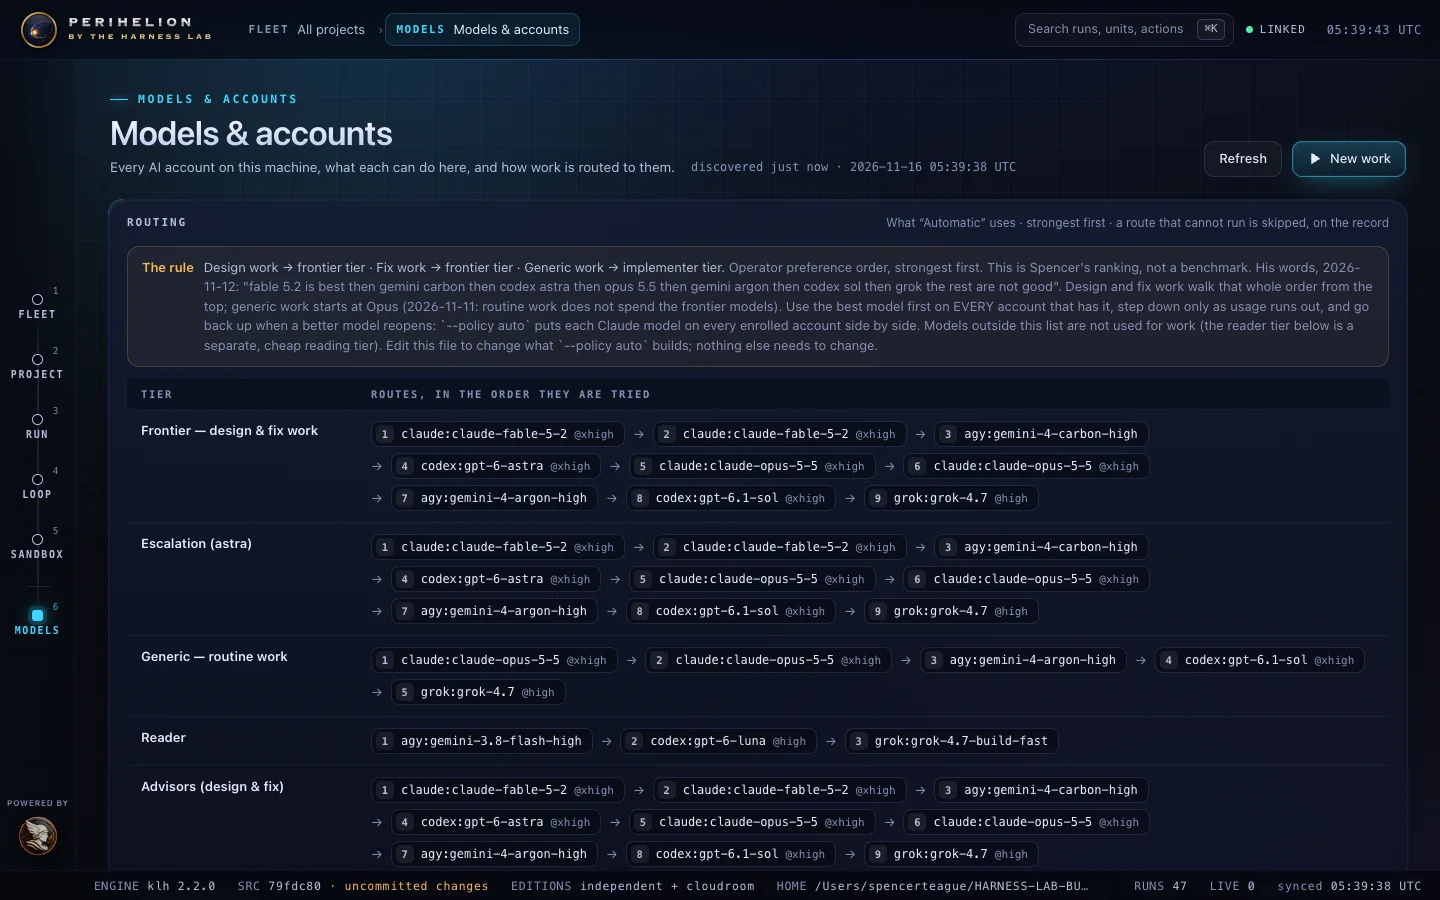 PERIHELION
BY THE HARNESS LAB
FLEET All projects › MODELS Models & accounts
Search runs, units, actions ⌘K
LINKED 05:39:43 UTC
MODELS & ACCOUNTS
Models & accounts
Every AI account on this machine, what each can do here, and how work is routed to them. discovered just now · 2026-11-16 05:39:38 UTC
Refresh
New work
ROUTING
What “Automatic” uses · strongest first · a route that cannot run is skipped, on the record
The rule Design work → frontier tier · Fix work → frontier tier · Generic work → implementer tier. Operator preference order, strongest first. This is Spencer's ranking, not a benchmark. His words, 2026-
11-12: "fable 5.2 is best then gemini carbon then codex astra then opus 5.5 then gemini argon then codex sol then grok the rest are not good". Design and fix work walk that whole order from the
top; generic work starts at Opus (2026-11-11: routine work does not spend the frontier models). Use the best model first on EVERY account that has it, step down only as usage runs out, and go
back up when a better model reopens: `--policy auto` puts each Claude model on every enrolled account side by side. Models outside this list are not used for work (the reader tier below is a
separate, cheap reading tier). Edit this file to change what `--policy auto` builds; nothing else needs to change.
TIER ROUTES, IN THE ORDER THEY ARE TRIED
Frontier — design & fix work
1 claude:claude-fable-5-2 @xhigh → 2 claude:claude-fable-5-2 @xhigh → 3 agy:gemini-4-carbon-high
→ 4 codex:gpt-6-astra @xhigh → 5 claude:claude-opus-5-5 @xhigh → 6 claude:claude-opus-5-5 @xhigh
→ 7 agy:gemini-4-argon-high → 8 codex:gpt-6.1-sol @xhigh → 9 grok:grok-4.7 @high
Escalation (astra)
1 claude:claude-fable-5-2 @xhigh → 2 claude:claude-fable-5-2 @xhigh → 3 agy:gemini-4-carbon-high
→ 4 codex:gpt-6-astra @xhigh → 5 claude:claude-opus-5-5 @xhigh → 6 claude:claude-opus-5-5 @xhigh
→ 7 agy:gemini-4-argon-high → 8 codex:gpt-6.1-sol @xhigh → 9 grok:grok-4.7 @high
Generic — routine work
1 claude:claude-opus-5-5 @xhigh → 2 claude:claude-opus-5-5 @xhigh → 3 agy:gemini-4-argon-high → 4 codex:gpt-6.1-sol @xhigh
→ 5 grok:grok-4.7 @high
Reader
1 agy:gemini-3.8-flash-high → 2 codex:gpt-6-luna @high → 3 grok:grok-4.7-build-fast
Advisors (design & fix)
1 claude:claude-fable-5-2 @xhigh → 2 claude:claude-fable-5-2 @xhigh → 3 agy:gemini-4-carbon-high
→ 4 codex:gpt-6-astra @xhigh → 5 claude:claude-opus-5-5 @xhigh → 6 claude:claude-opus-5-5 @xhigh
→ 7 agy:gemini-4-argon-high → 8 codex:gpt-6.1-sol @xhigh → 9 grok:grok-4.7 @high
1
FLEET
2
PROJECT
3
RUN
4
LOOP
5
SANDBOX
6
MODELS
POWERED BY
ENGINE klh 2.2.0 SRC 79fdc80 · uncommitted changes EDITIONS independent + cloudroom HOME /Users/spencerteague/HARNESS-LAB-BU… RUNS 47 LIVE 0 synced 05:39:38 UTC